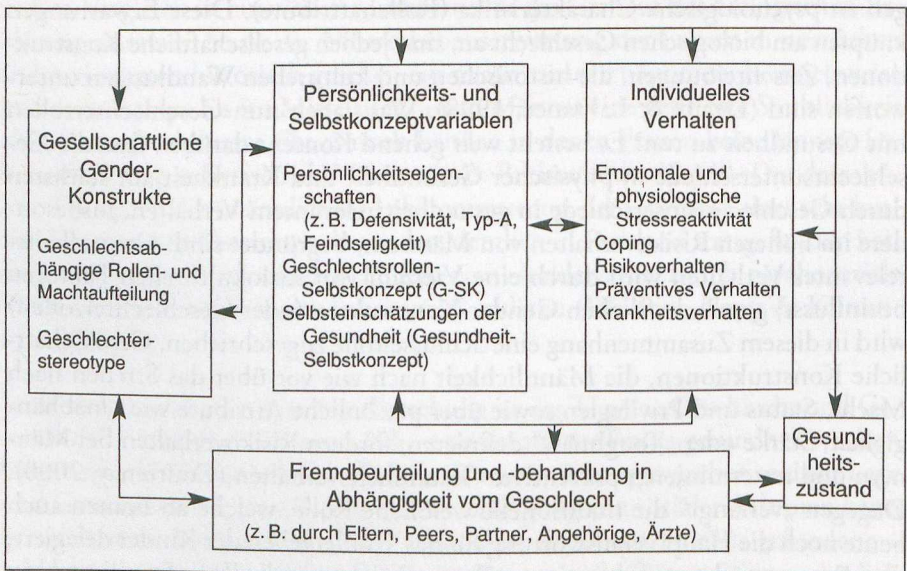 Persönlichkeits- und
Selbstkonzeptvariablen
Persönlichkeitseigen-
schaften
(z. B. Defensivität Typ-A,
Feindseligkeit)
Geschlechtsrollen-
Selbstkonzept (G-SK)
Selbsteinschätzungen der
Gesundheit (Gesundheit-
Selbstkonzept)
Individuelles
Verhalten
Emotionale und
physiologische
Stressreaktivität
Coping
Risikoverhalten
Präventives Verhalten
Krankheitsverhalten
Gesellschaftliche
Gender-
Konstrukte
Geschlechtsab-
hängige Rollen- und
Machtaufteilung
Geschlechter-
stereotype
Fremdbeurteilung und -behandlung in
Abhängigkeit vom Geschlecht
(z. B. durch Eltern, Peers, Partner, Angehörige, Ärzte)
Gesund-
heits-
zustand